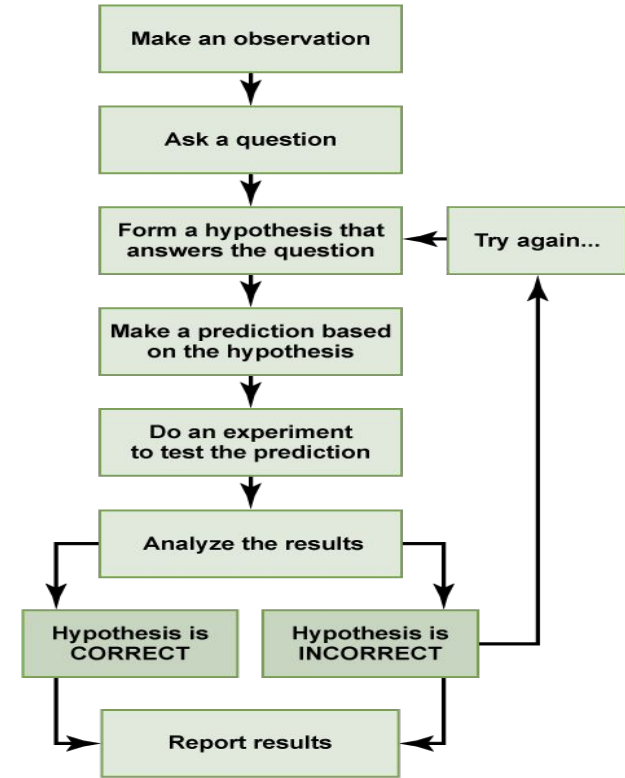 Make an observation
Ask a question
Form a hypothesis that
answers the question
Try again...
Make a prediction based
on the hypothesis
Do an experiment
to test the prediction
Analyze the results
Hypothesis is
CORRECT
Hypothesis is
INCORRECT
Report results